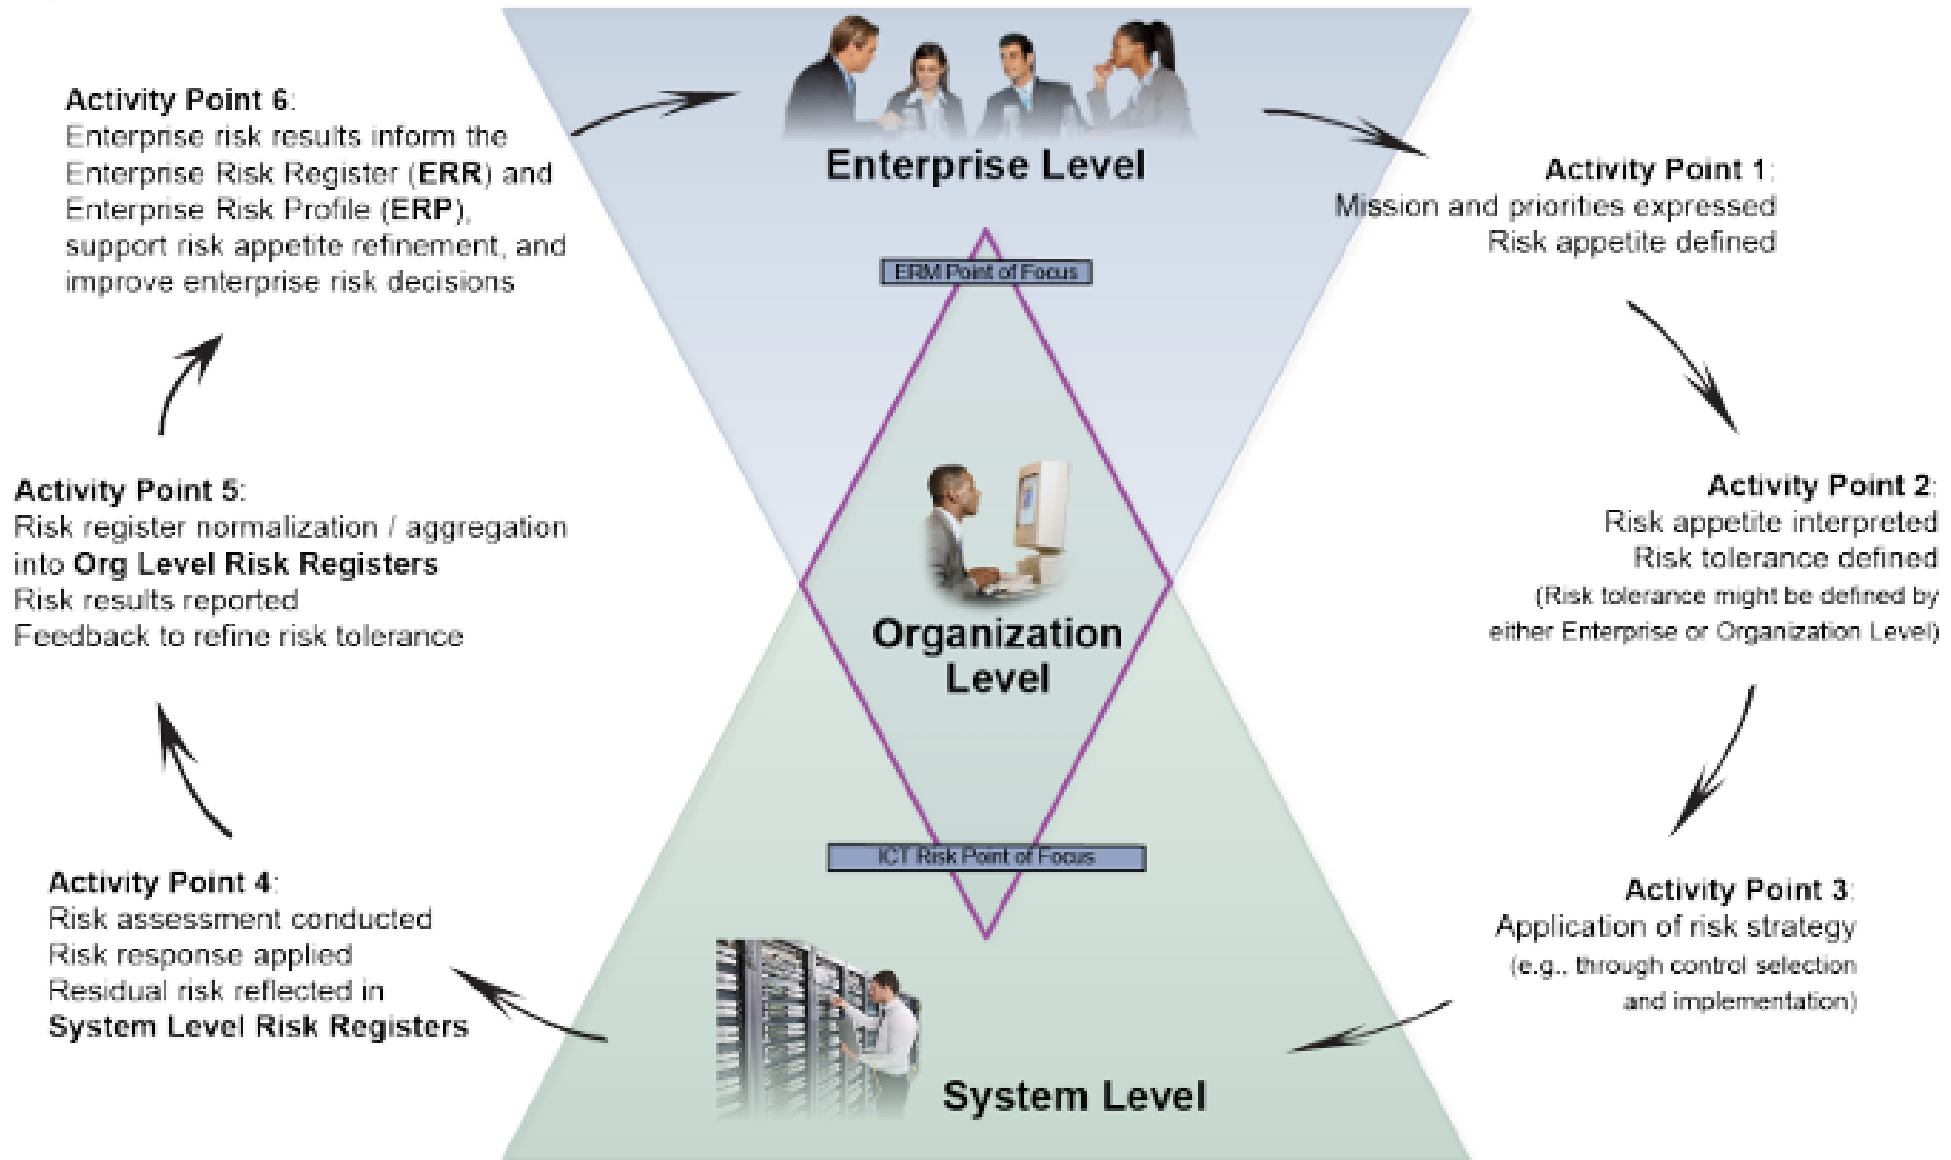 Activity Point 6:
Enterprise risk results inform the
Enterprise Risk Register (ERR) and
Enterprise Risk Profile (ERP),
support risk appetite refinement, and
improve enterprise risk decisions
Enterprise Level
Activity Point 1:
Mission and priorities expressed
Risk appetite defined
ERM Point of Focus
Activity Point 5:
Risk register normalization / aggregation
into Org Level Risk Registers
Risk results reported
Feedback to refine risk tolerance
Organization
Level
Activity Point 2:
Risk appetite interpreted
Risk tolerance defined
(Risk tolerance might be defined by
either Enterprise or Organization Level)
ICT Risk Point of Focus
Activity Point 4:
Risk assessment conducted
Risk response applied
Residual risk reflected in
System Level Risk Registers
Activity Point 3:
Application of risk strategy
(e.g., through control selection
and implementation)
System Level